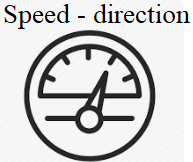 Speed - direction